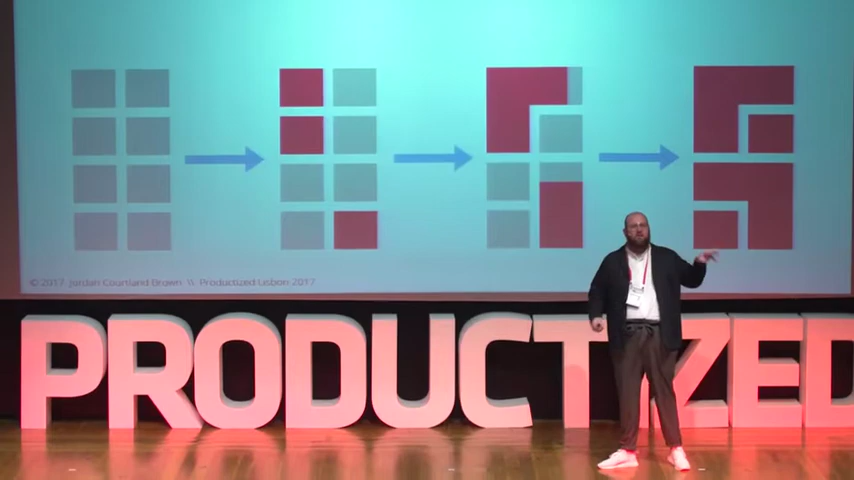 © 2017 Jordan Courtland Brown \\ Productized Lisbon 2017
PRODUCTIZED